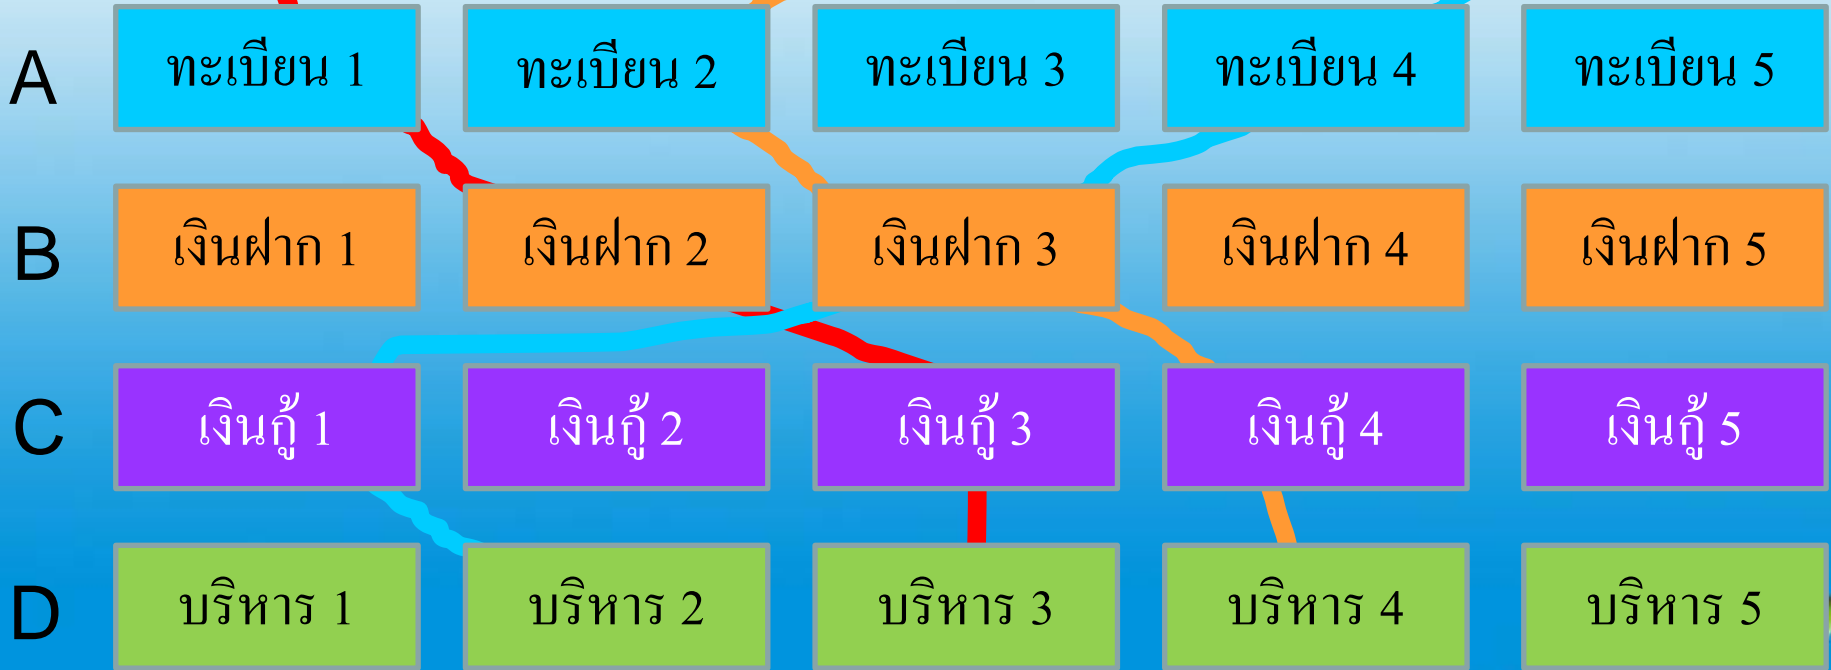 A ทะเบียน 1 ทะเบียน 2 ทะเบียน 3 ทะเบียน 4 ทะเบียน 5
B เงินฝาก 1 เงินฝาก 2 เงินฝาก 3 เงินฝาก 4 เงินฝาก 5
C เงินกู้ 1 เงินกู้ 2 เงินกู้ 3 เงินกู้ 4 เงินกู้ 5
D บริหาร 1 บริหาร 2 บริหาร 3 บริหาร 4 บริหาร 5